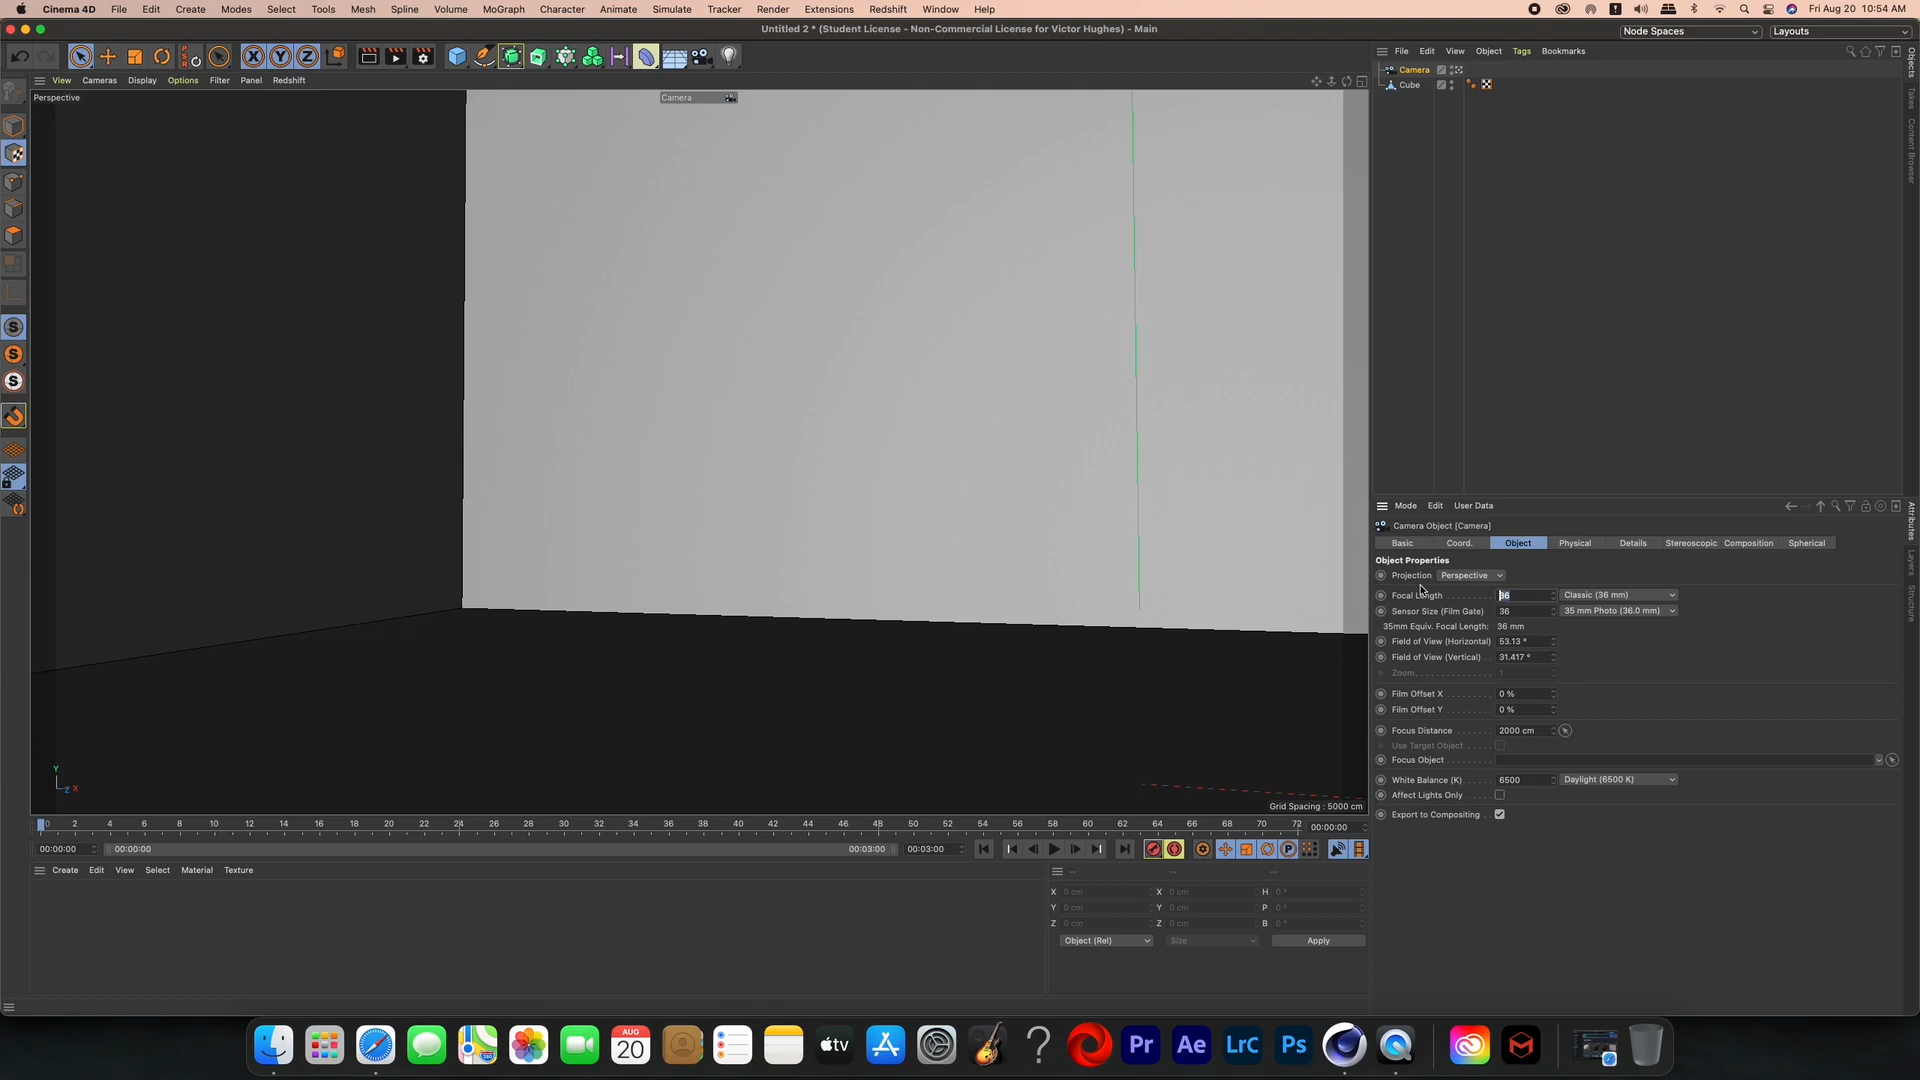 Cinema 4D File Edit Create Modes Select Tools Mesh Spline Volume MoGraph Character Animate Simulate Tracker Render Extensions Redshift Window Help Fri Aug 20 10:54 AM
Untitled 2 * (Student License - Non-Commercial License for Victor Hughes) - Main
Node Spaces Layouts
View Cameras Display Options Filter Panel Redshift
File Edit View Object Tags Bookmarks
Perspective
Camera
Camera
Cube
Objects
Takes
Content Browser
Mode Edit User Data
Camera Object [Camera]
Basic Coord. Object Physical Details Stereoscopic Composition Spherical
Object Properties
Projection Perspective
Focal Length 36 Classic (36 mm)
Sensor Size (Film Gate) 36 35 mm Photo (36.0 mm)
35mm Equiv. Focal Length: 36 mm
Field of View (Horizontal) 53.13 °
Field of View (Vertical) 31.417 °
Zoom 1
Film Offset X 0 %
Film Offset Y 0 %
Focus Distance 2000 cm
Use Target Object
Focus Object
White Balance (K) 6500 Daylight (6500 K)
Affect Lights Only
Export to Compositing
Attributes
Layers
Structure
Y
Z X
Grid Spacing : 5000 cm
0 2 4 6 8 10 12 14 16 18 20 22 24 26 28 30 32 34 36 38 40 42 44 46 48 50 52 54 56 58 60 62 64 66 68 70 72 00:00:00
00:00:00 00:00:00 00:03:00 00:03:00
Create Edit View Select Material Texture
-- -- --
X 0 cm X 0 cm H 0 °
Y 0 cm Y 0 cm P 0 °
Z 0 cm Z 0 cm B 0 °
Object (Rel) Size Apply
AUG
20
tv
Pr Ae LrC Ps